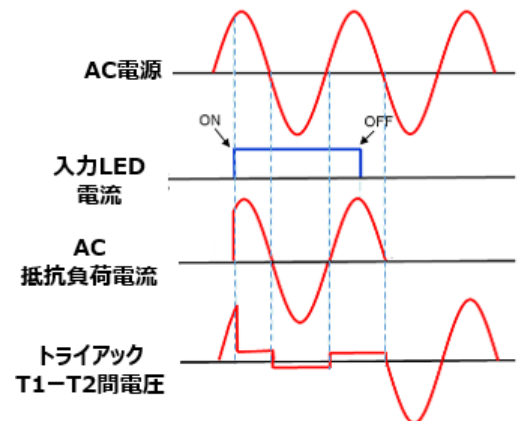 AC電源
ON
OFF
入力LED
電流
AC
抵抗負荷電流
トライアック
T1ーT2間電圧